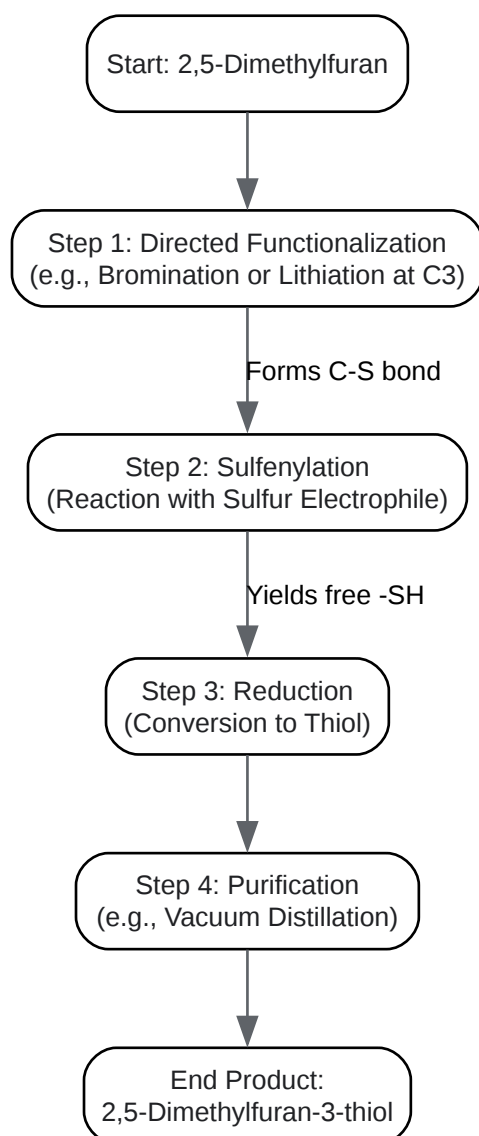 Start: 2,5-Dimethylfuran
Step 1: Directed Functionalization
(e.g., Bromination or Lithiation at C3)
Forms C-S bond
Step 2: Sulfenylation
(Reaction with Sulfur Electrophile)
Yields free -SH
Step 3: Reduction
(Conversion to Thiol)
Step 4: Purification
(e.g., Vacuum Distillation)
End Product:
2,5-Dimethylfuran-3-thiol